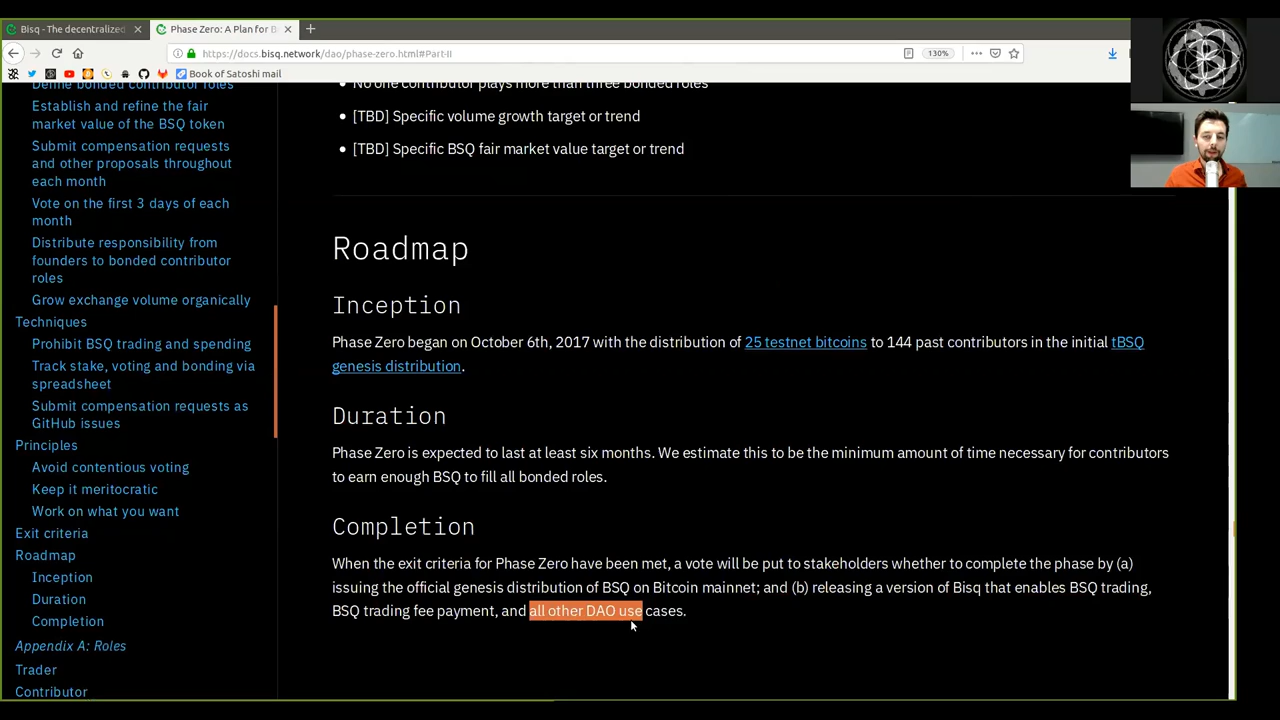 Bisq - The decentralized
Phase Zero: A Plan for B
https://docs.bisq.network/dao/phase-zero.html#Part-II
130%
Book of Satoshi mail
Define bonded contributor roles
Establish and refine the fair
market value of the BSQ token
Submit compensation requests
and other proposals throughout
each month
Vote on the first 3 days of each
month
Distribute responsibility from
founders to bonded contributor
roles
Grow exchange volume organically
Techniques
Prohibit BSQ trading and spending
Track stake, voting and bonding via
spreadsheet
Submit compensation requests as
GitHub issues
Principles
Avoid contentious voting
Keep it meritocratic
Work on what you want
Exit criteria
Roadmap
Inception
Duration
Completion
Appendix A: Roles
Trader
Contributor
No one contributor plays more than three bonded roles
[TBD] Specific volume growth target or trend
[TBD] Specific BSQ fair market value target or trend
Roadmap
Inception
Phase Zero began on October 6th, 2017 with the distribution of 25 testnet bitcoins to 144 past contributors in the initial tBSQ
genesis distribution.
Duration
Phase Zero is expected to last at least six months. We estimate this to be the minimum amount of time necessary for contributors
to earn enough BSQ to fill all bonded roles.
Completion
When the exit criteria for Phase Zero have been met, a vote will be put to stakeholders whether to complete the phase by (a)
issuing the official genesis distribution of BSQ on Bitcoin mainnet; and (b) releasing a version of Bisq that enables BSQ trading,
BSQ trading fee payment, and all other DAO use cases.